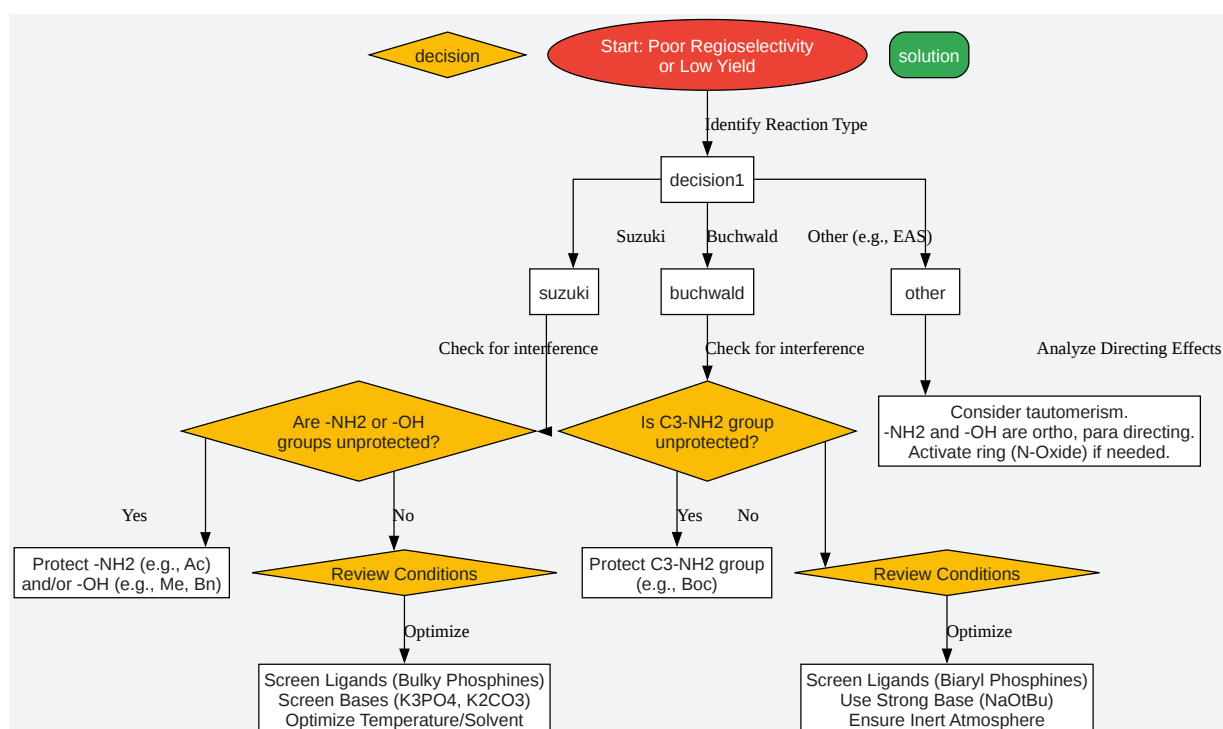 decision
Start: Poor Regioselectivity
or Low Yield
solution
Identify Reaction Type
decision1
Suzuki
Buchwald
Other (e.g., EAS)
suzuki
buchwald
other
Check for interference
Check for interference
Analyze Directing Effects
Are -NH2 or -OH
groups unprotected?
Is C3-NH2 group
unprotected?
Consider tautomerism.
-NH2 and -OH are ortho, para directing.
Activate ring (N-Oxide) if needed.
Yes
No
Yes
No
Protect -NH2 (e.g., Ac)
and/or -OH (e.g., Me, Bn)
Review Conditions
Protect C3-NH2 group
(e.g., Boc)
Review Conditions
Optimize
Optimize
Screen Ligands (Bulky Phosphines)
Screen Bases (K3PO4, K2CO3)
Optimize Temperature/Solvent
Screen Ligands (Biaryl Phosphines)
Use Strong Base (NaOtBu)
Ensure Inert Atmosphere